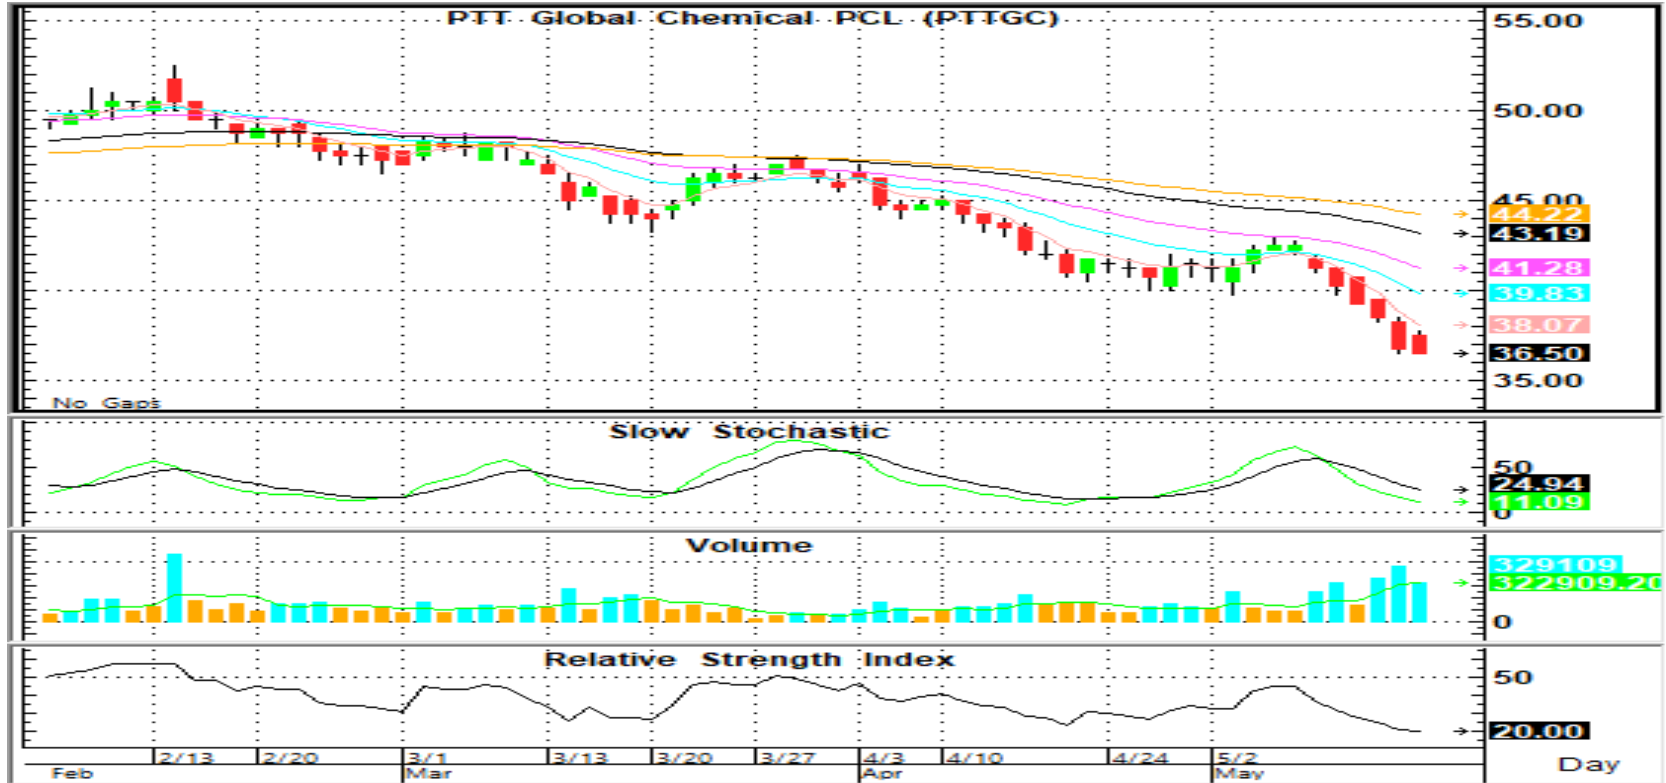 PTT Global Chemical PCL (PTTGC)
55.00
50.00
45.00
44.22
43.19
41.28
39.83
38.07
36.50
35.00
No Gaps
Slow Stochastic
50
24.94
11.09
0
Volume
329109
322909.20
0
Relative Strength Index
50
20.00
2/13 2/20 3/1 3/13 3/20 3/27 4/3 4/10 4/24 5/2
Feb Mar Apr May Day